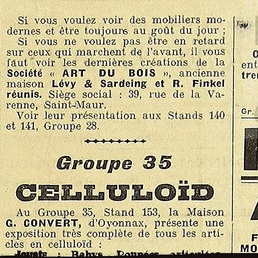 Si vous voulez voir des mobiliers mo-
dernes et être toujours au goût du jour ;
Si vous ne voulez pas être en retard
sur ceux qui marchent de l'avant, il vous
faut voir les dernières créations de la
Société « ART DU BOIS », ancienne
maison Lévy & Sardeing et R. Finkel
réunis. Siège social : 39, rue de la Va-
renne, Saint-Maur.
Voir leur présentation aux Stands 140
et 141, Groupe 28.
Groupe 35
CELLULOÏD
Au Groupe 35, Stand 153, la Maison
G. CONVERT, d'Oyonnax, présente une
exposition très complète de tous les arti-
cles en celluloïd :